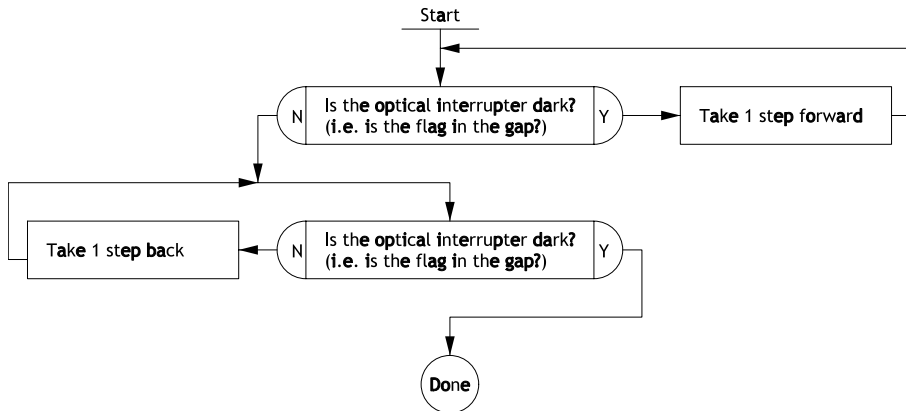 Start
N
Is the optical interrupter dark?
(i.e. is the flag in the gap?)
Y
Take 1 step forward
Take 1 step back
N
Is the optical interrupter dark?
(i.e. is the flag in the gap?)
Y
Done